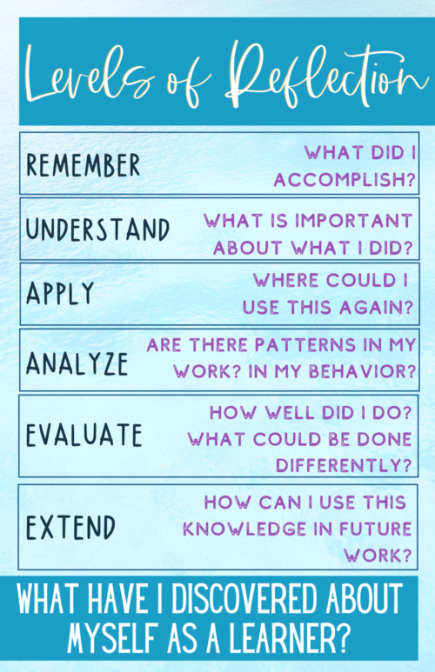 Levels of Reflection
REMEMBER
WHAT DID I
ACCOMPLISH?
UNDERSTAND
WHAT IS IMPORTANT
ABOUT WHAT I DID?
APPLY
WHERE COULD I
USE THIS AGAIN?
ANALYZE
ARE THERE PATTERNS IN MY
WORK? IN MY BEHAVIOR?
EVALUATE
HOW WELL DID I DO?
WHAT COULD BE DONE
DIFFERENTLY?
EXTEND
HOW CAN I USE THIS
KNOWLEDGE IN FUTURE
WORK?
WHAT HAVE I DISCOVERED ABOUT
MYSELF AS A LEARNER?